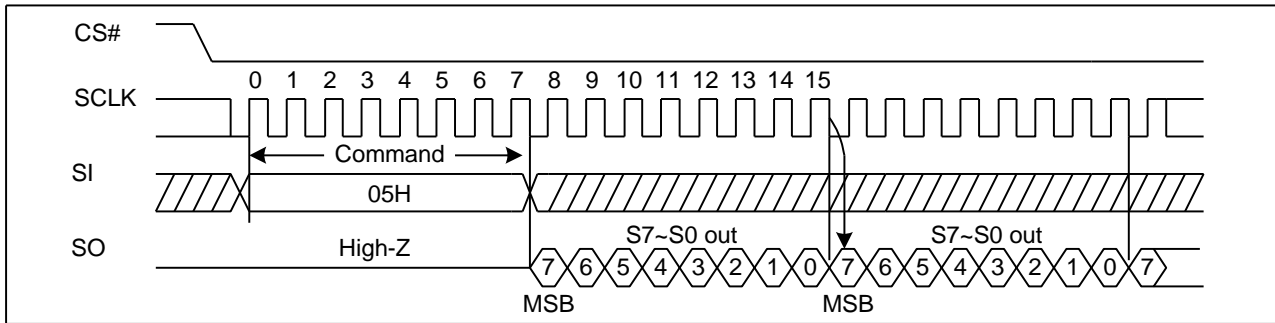 CS#
0 1 2 3 4 5 6 7 8 9 10 11 12 13 14 15
SCLK
Command
SI
05H
S7~S0 out S7~S0 out
SO
High-Z
7 6 5 4 3 2 1 0 7 6 5 4 3 2 1 0 7
MSB MSB